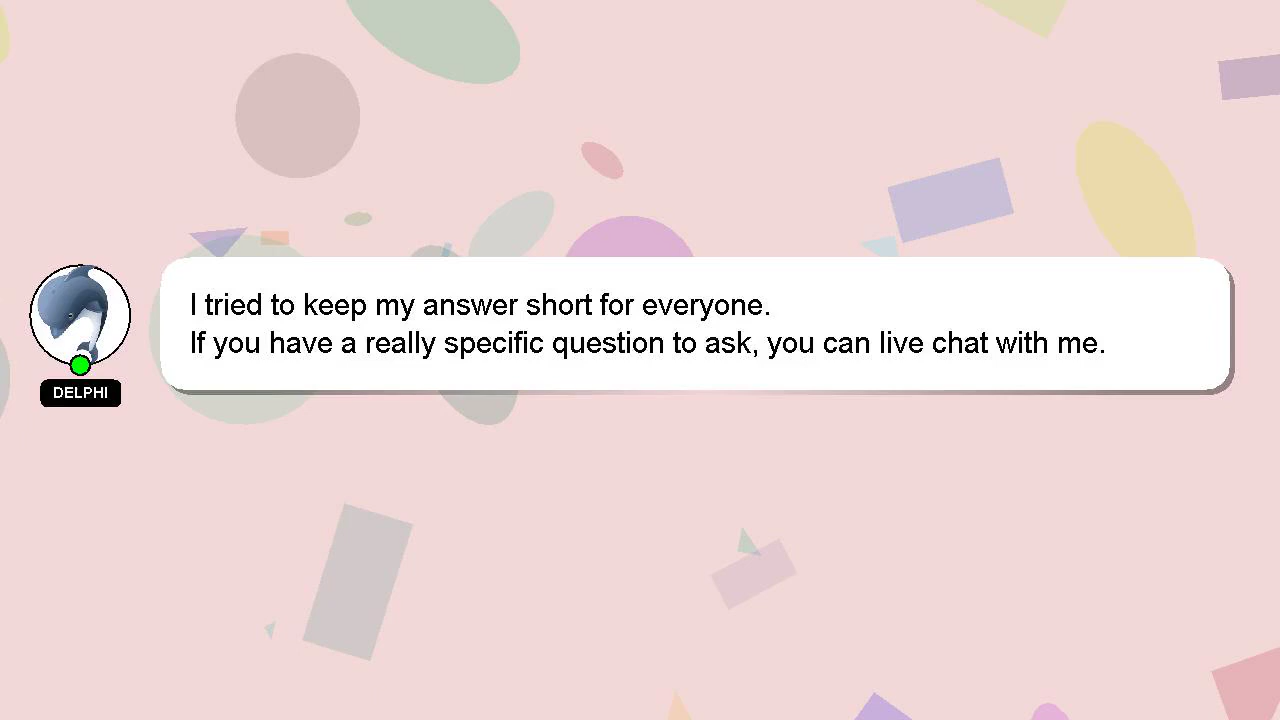 I tried to keep my answer short for everyone.
If you have a really specific question to ask, you can live chat with me.
DELPHI